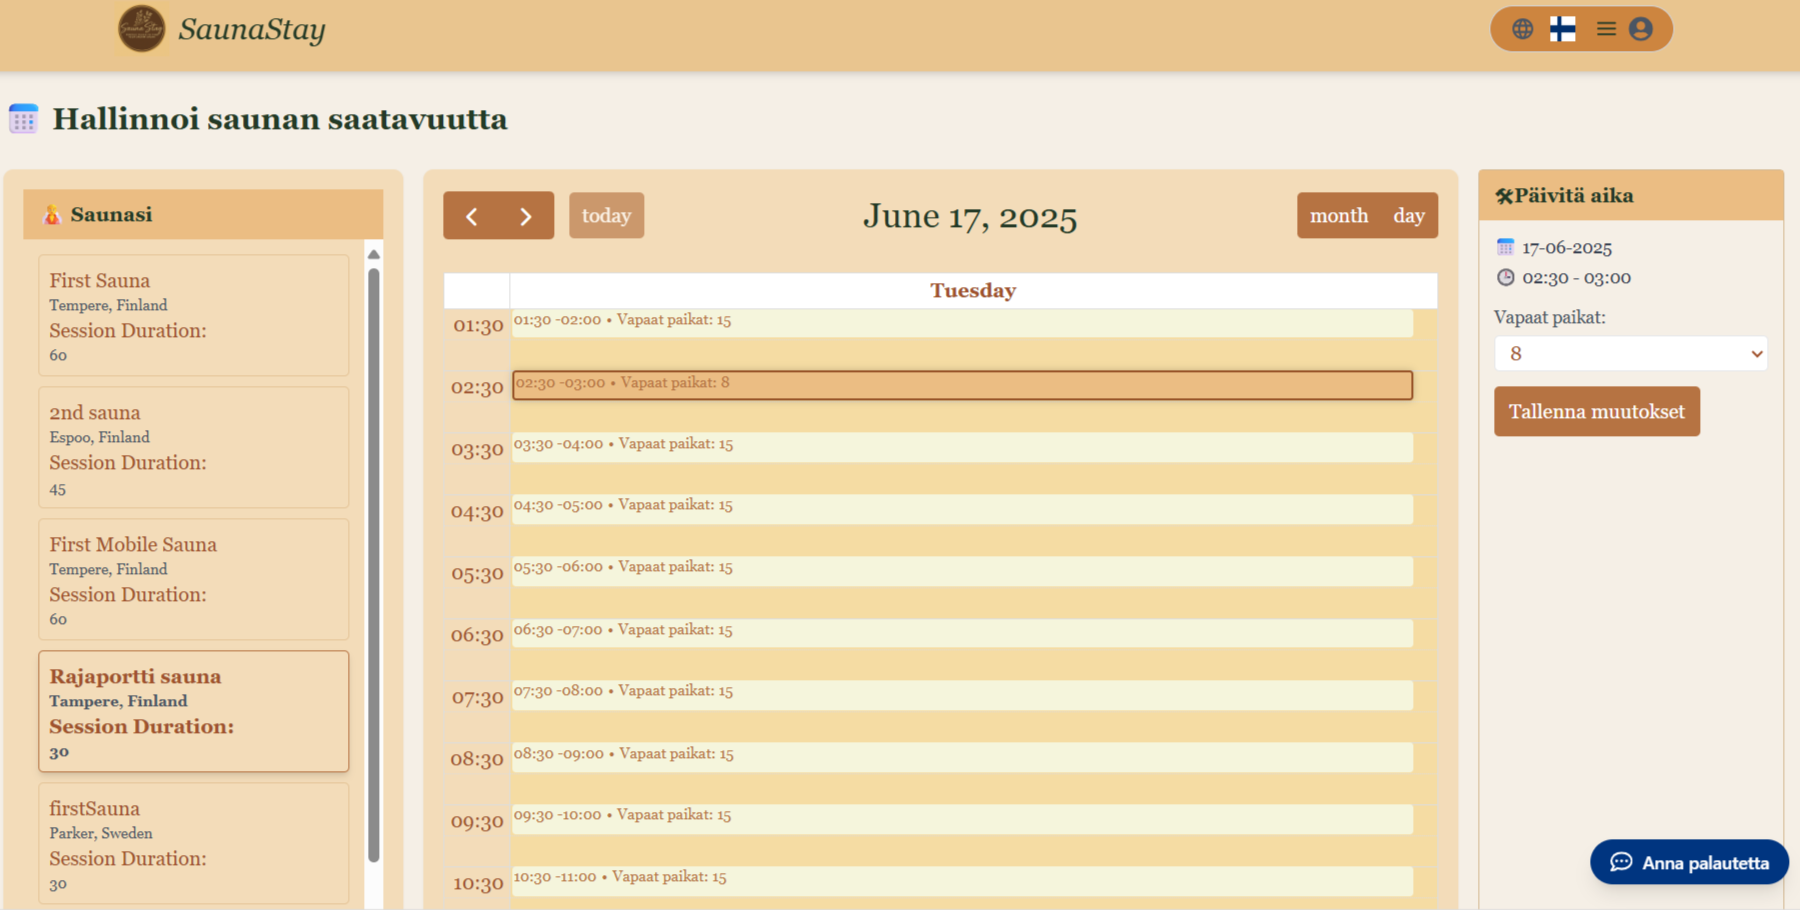 SaunaStay
Hallinnoi saunan saatavuutta
Saunasi
First Sauna
Tempere, Finland
Session Duration:
60
2nd sauna
Espoo, Finland
Session Duration:
45
First Mobile Sauna
Tempere, Finland
Session Duration:
60
Rajaportti sauna
Tampere, Finland
Session Duration:
30
firstSauna
Parker, Sweden
Session Duration:
30
today
June 17, 2025
month day
Tuesday
01:30 01:30 -02:00 • Vapaat paikat: 15
02:30 02:30 -03:00 • Vapaat paikat: 8
03:30 03:30 -04:00 • Vapaat paikat: 15
04:30 04:30 -05:00 • Vapaat paikat: 15
05:30 05:30 -06:00 • Vapaat paikat: 15
06:30 06:30 -07:00 • Vapaat paikat: 15
07:30 07:30 -08:00 • Vapaat paikat: 15
08:30 08:30 -09:00 • Vapaat paikat: 15
09:30 09:30 -10:00 • Vapaat paikat: 15
10:30 10:30 -11:00 • Vapaat paikat: 15
Päivitä aika
17-06-2025
02:30 - 03:00
Vapaat paikat:
8
Tallenna muutokset
Anna palautetta